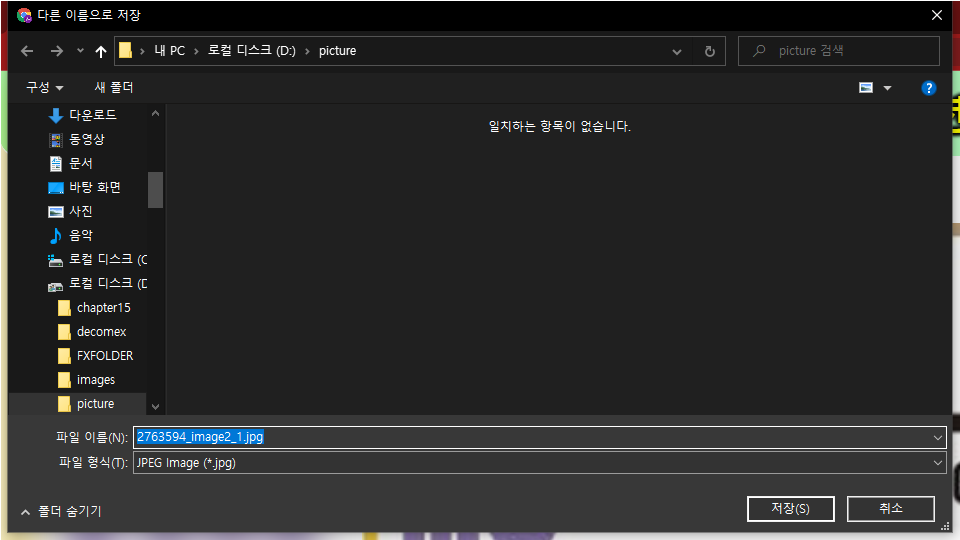 다른 이름으로 저장
내 PC › 로컬 디스크 (D:) › picture
picture 검색
구성
새 폴더
일치하는 항목이 없습니다.
다운로드
동영상
문서
바탕 화면
사진
음악
로컬 디스크 (C
로컬 디스크 (D
chapter15
decomex
FXFOLDER
images
picture
파일 이름(N): 2763594_image2_1.jpg
파일 형식(T): JPEG Image (*.jpg)
폴더 숨기기
저장(S)
취소